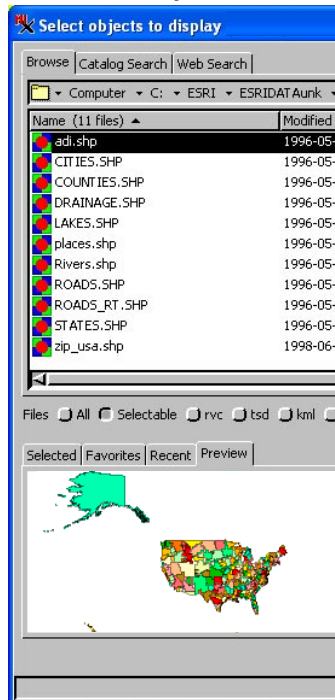 Select objects to display
Browse Catalog Search Web Search
Computer C: ESRI ESRIDATAunk
Name (11 files) Modified
adi.shp 1996-05-
CITIES.SHP 1996-05-
COUNTIES.SHP 1996-05-
DRAINAGE.SHP 1996-05-
LAKES.SHP 1996-05-
places.shp 1996-05-
Rivers.shp 1996-05-
ROADS.SHP 1996-05-
ROADS_RT.SHP 1996-05-
STATES.SHP 1996-05-
zip_usa.shp 1998-06-
Files All Selectable rvc tsd kml
Selected Favorites Recent Preview